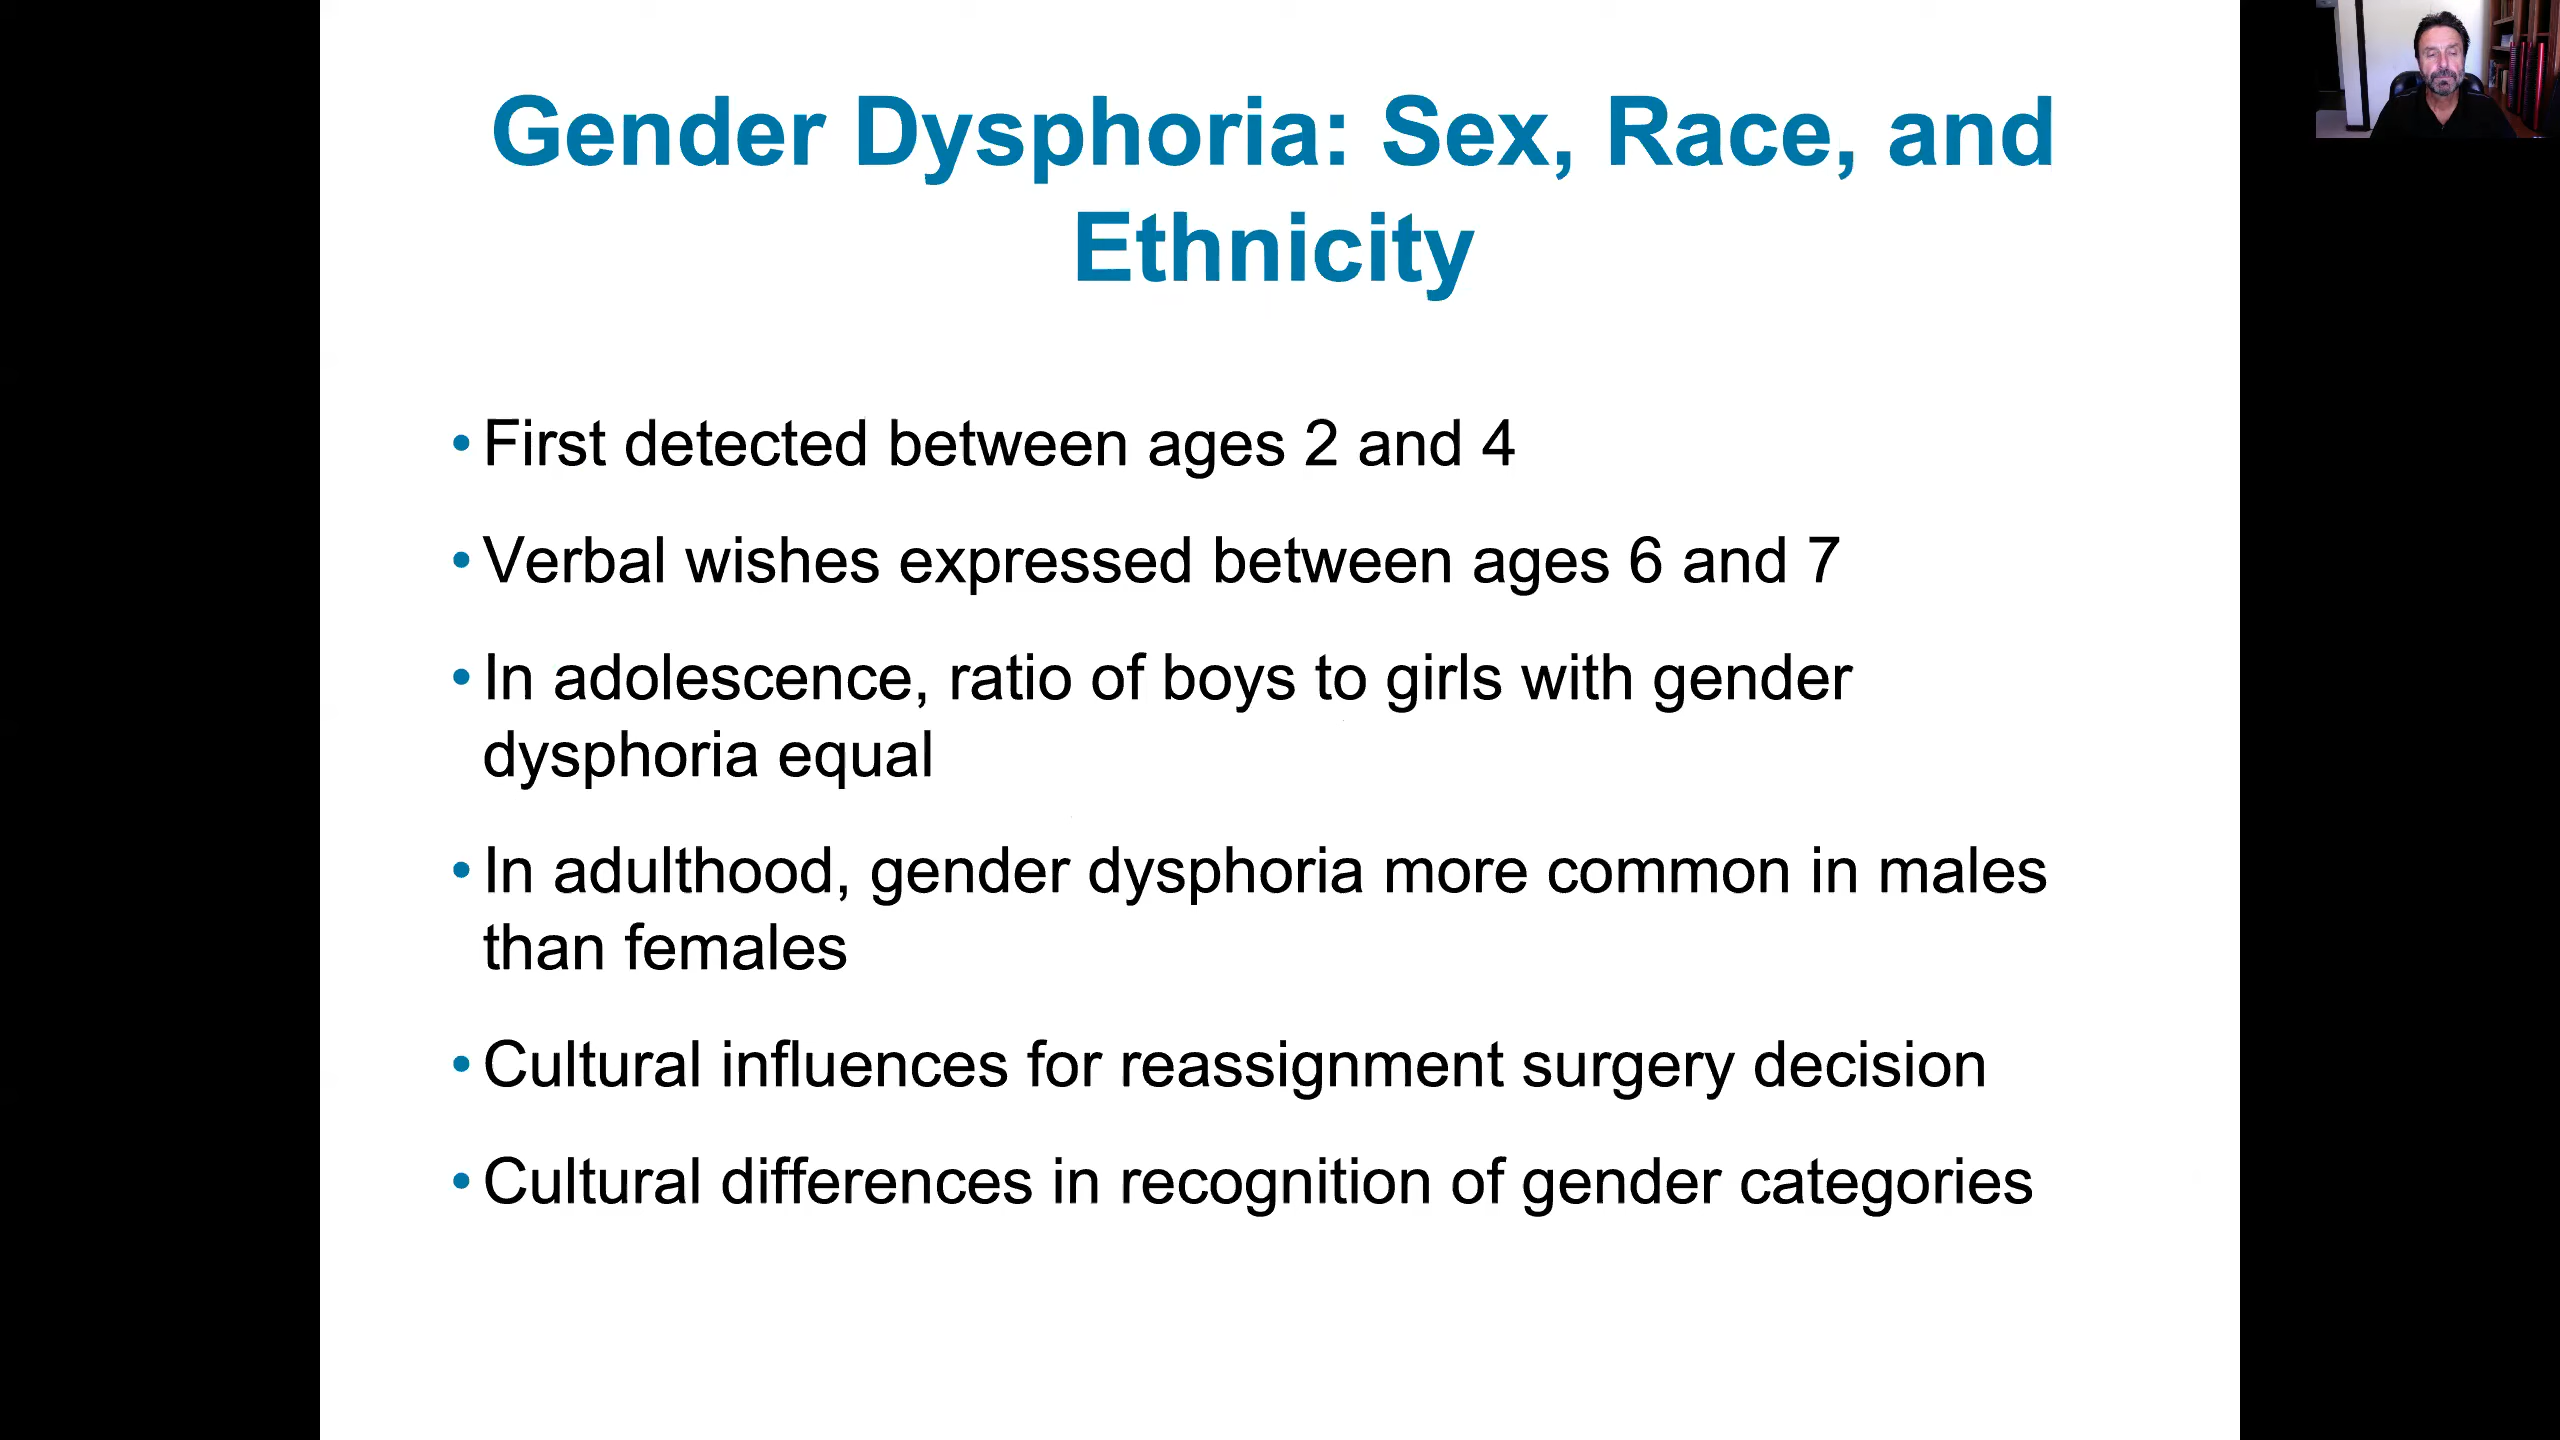 Gender Dysphoria: Sex, Race, and
Ethnicity
• First detected between ages 2 and 4
• Verbal wishes expressed between ages 6 and 7
• In adolescence, ratio of boys to girls with gender
dysphoria equal
• In adulthood, gender dysphoria more common in males
than females
• Cultural influences for reassignment surgery decision
• Cultural differences in recognition of gender categories